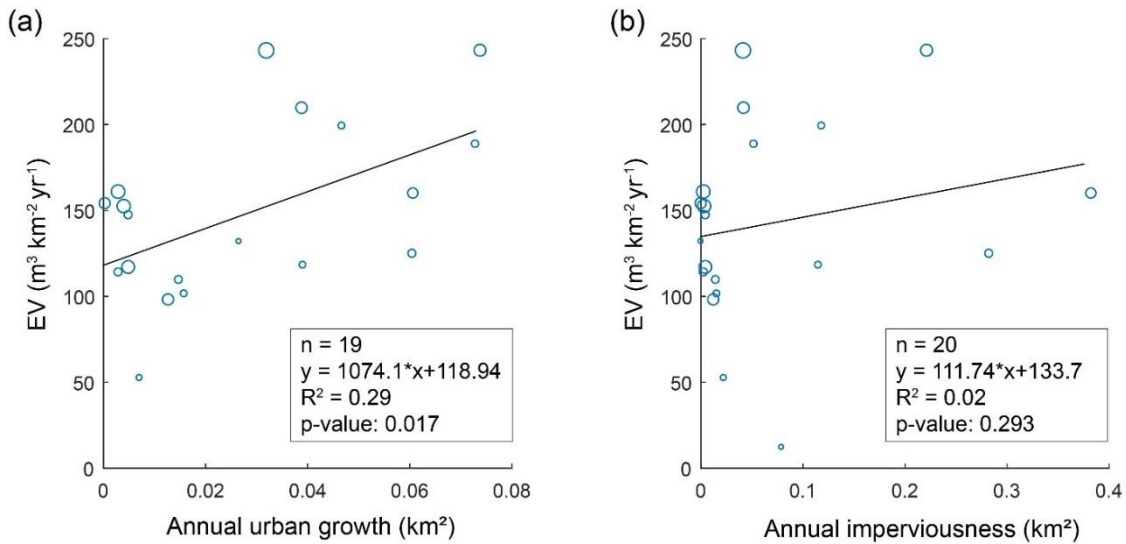 (a)
250
200
150
100
50
0
EV (m³ km⁻² yr⁻¹)
n = 19
y = 1074.1*x+118.94
R² = 0.29
p-value: 0.017
0 0.02 0.04 0.06 0.08
Annual urban growth (km²)
(b)
250
200
150
100
50
0
EV (m³ km⁻² yr⁻¹)
n = 20
y = 111.74*x+133.7
R² = 0.02
p-value: 0.293
0 0.1 0.2 0.3 0.4
Annual imperviousness (km²)